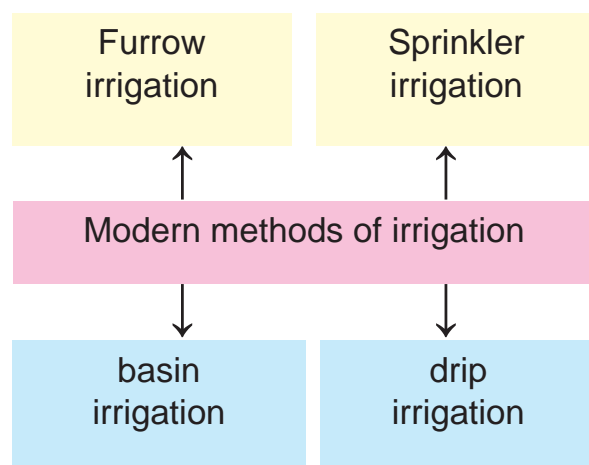 Furrow
irrigation
Sprinkler
irrigation
Modern methods of irrigation
basin
irrigation
drip
irrigation